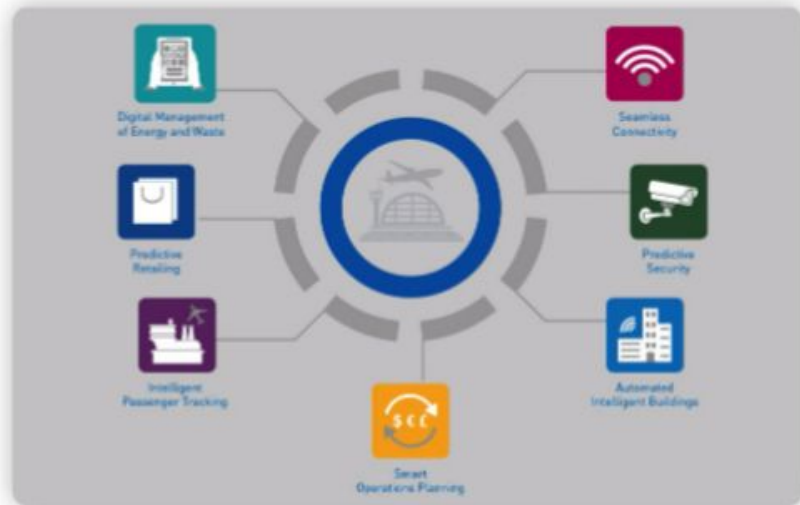 Digital Management
of Energy and Waste
Seamless
Connectivity
Predictive
Retailing
Predictive
Security
Intelligent
Passenger Tracking
Automated
Intelligent Buildings
$ € £
Smart
Operations Planning